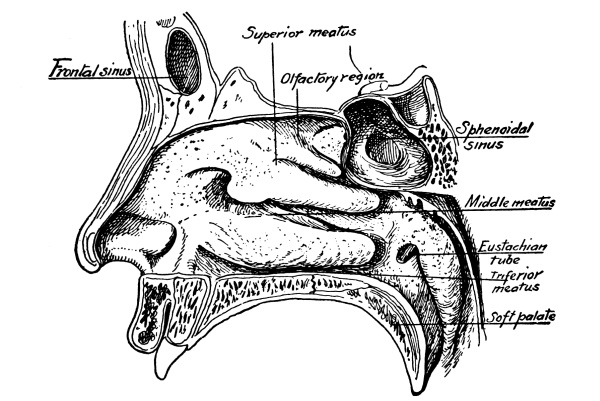 Superior meatus
Frontal sinus
Olfactory region
Sphenoidal
sinus
Middle meatus
Eustachian
tube
Inferior
meatus
Soft palate